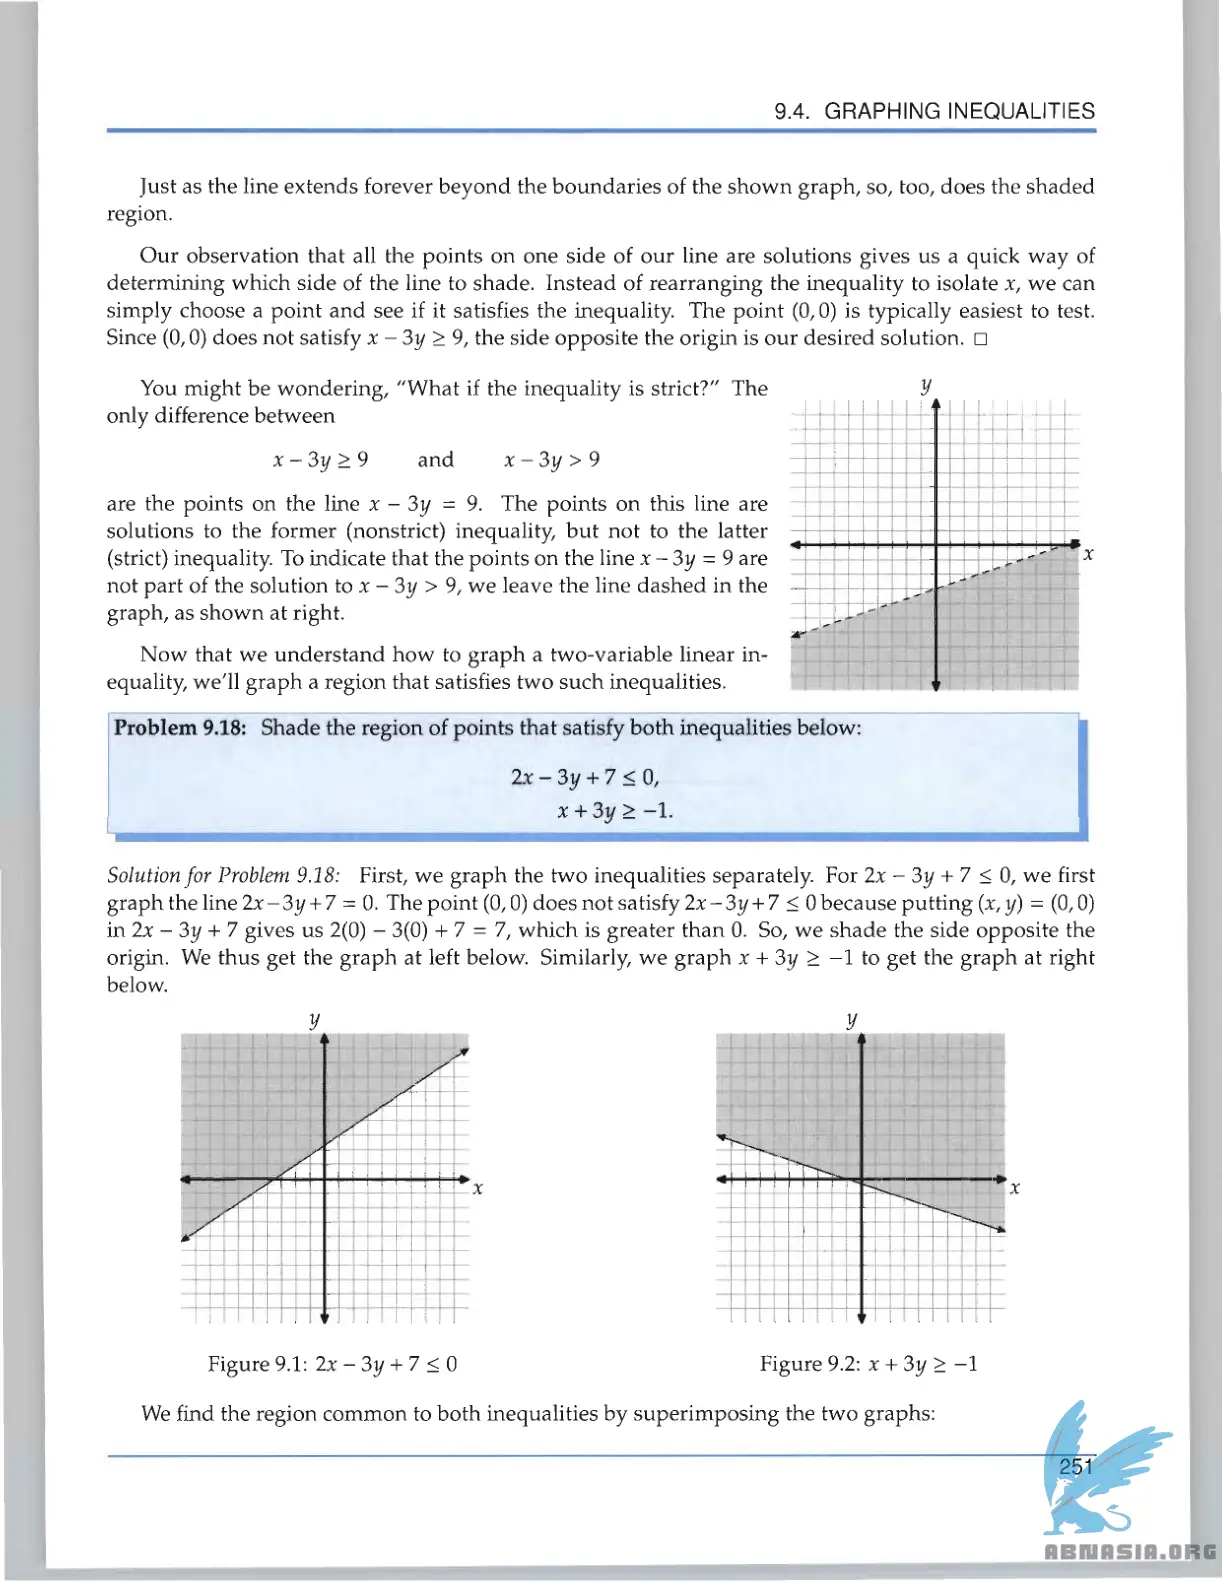 9.4. GRAPHING INEQUALITIES
Just as the line extends forever beyond the boundaries of the shown graph, so, too, does the shaded
region.
Our observation that all the points on one side of our line are solutions gives us a quick way of
determining which side of the line to shade. Instead of rearranging the inequality to isolate x, we can
simply choose a point and see if it satisfies the inequality. The point (0,0) is typically easiest to test.
Since (0,0) does not satisfy x − 3y ≥ 9, the side opposite the origin is our desired solution. □
You might be wondering, "What if the inequality is strict?" The
only difference between
x − 3y ≥ 9 and x − 3y > 9
are the points on the line x − 3y = 9. The points on this line are
solutions to the former (nonstrict) inequality, but not to the latter
(strict) inequality. To indicate that the points on the line x − 3y = 9 are
not part of the solution to x − 3y > 9, we leave the line dashed in the
graph, as shown at right.
Now that we understand how to graph a two-variable linear in-
equality, we'll graph a region that satisfies two such inequalities.
y
x
Problem 9.18: Shade the region of points that satisfy both inequalities below:
2x − 3y + 7 ≤ 0,
x + 3y ≥ −1.
Solution for Problem 9.18: First, we graph the two inequalities separately. For 2x − 3y + 7 ≤ 0, we first
graph the line 2x − 3y + 7 = 0. The point (0,0) does not satisfy 2x − 3y + 7 ≤ 0 because putting (x, y) = (0,0)
in 2x − 3y + 7 gives us 2(0) − 3(0) + 7 = 7, which is greater than 0. So, we shade the side opposite the
origin. We thus get the graph at left below. Similarly, we graph x + 3y ≥ −1 to get the graph at right
below.
y
x
y
x
Figure 9.1: 2x − 3y + 7 ≤ 0
Figure 9.2: x + 3y ≥ −1
We find the region common to both inequalities by superimposing the two graphs:
251
ABNASIA.ORG